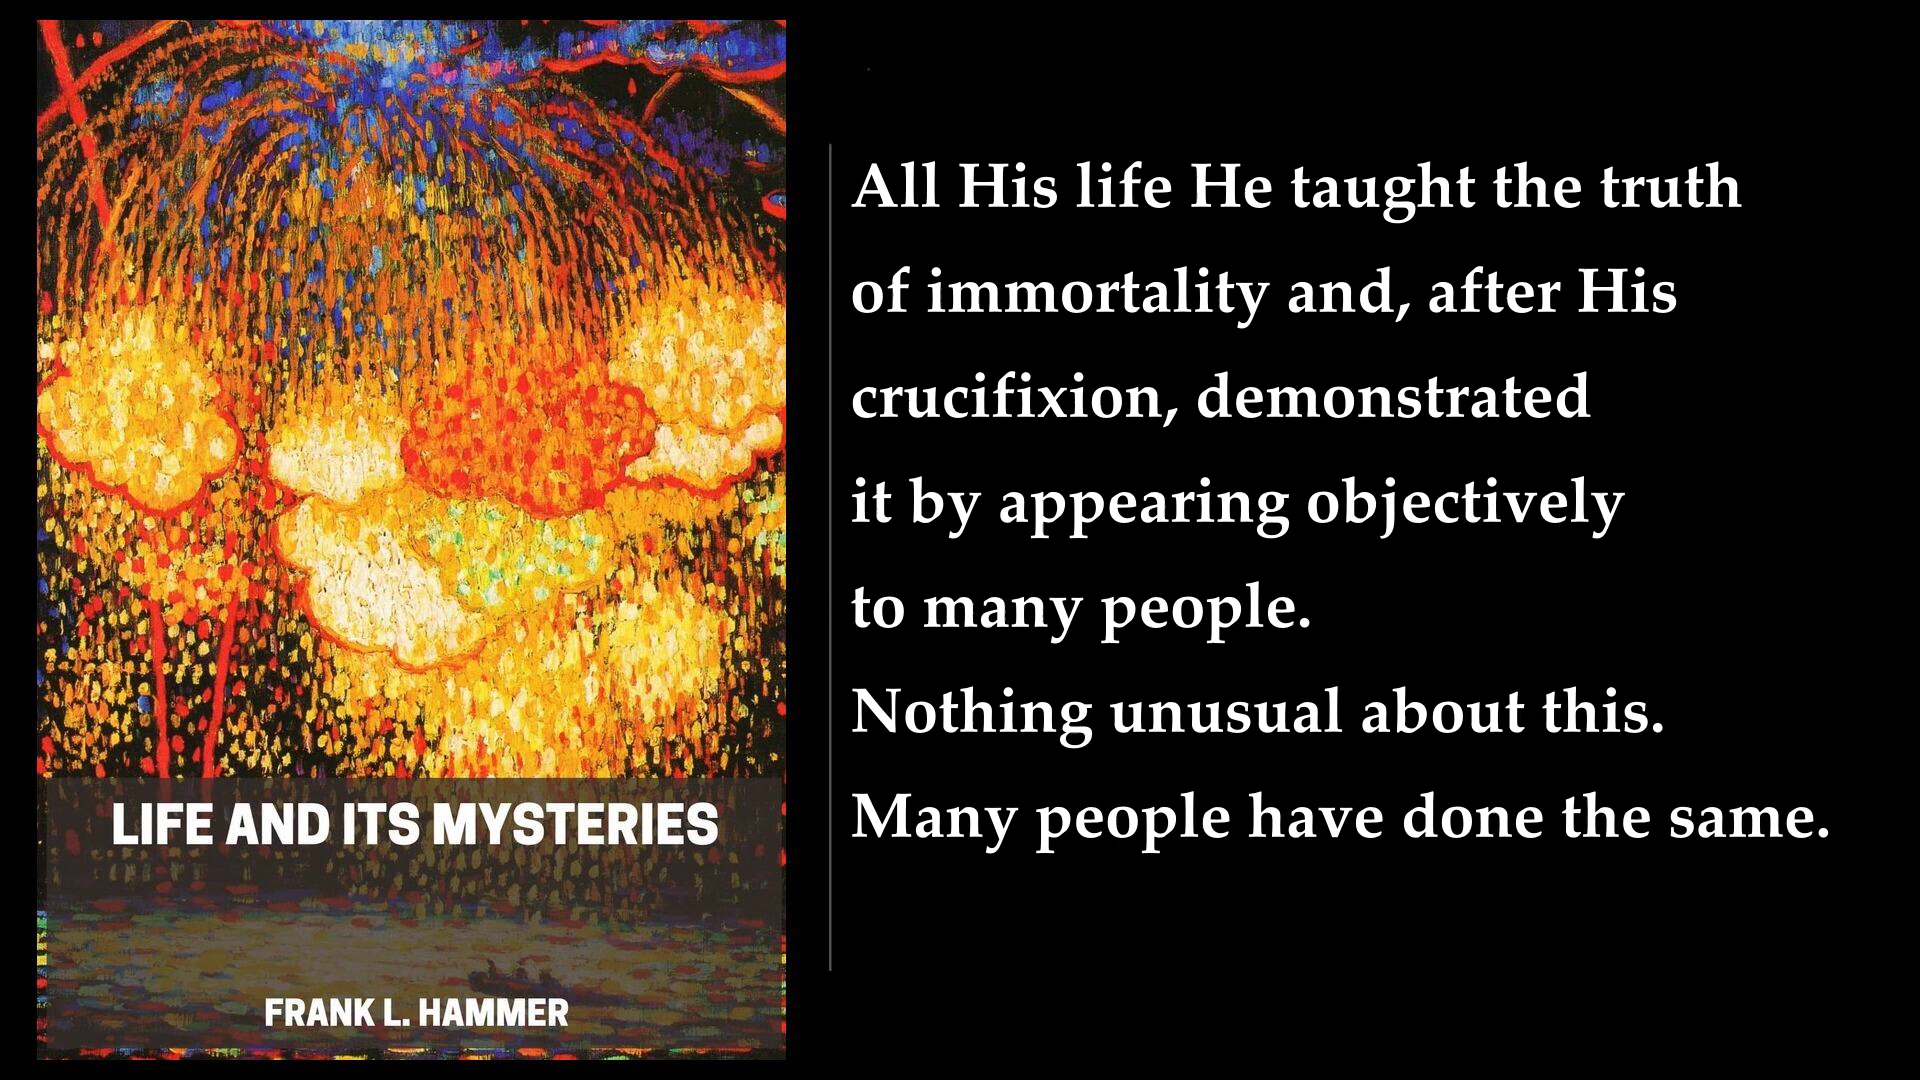 LIFE AND ITS MYSTERIES
FRANK L. HAMMER
All His life He taught the truth
of immortality and, after His
crucifixion, demonstrated
it by appearing objectively
to many people.
Nothing unusual about this.
Many people have done the same.